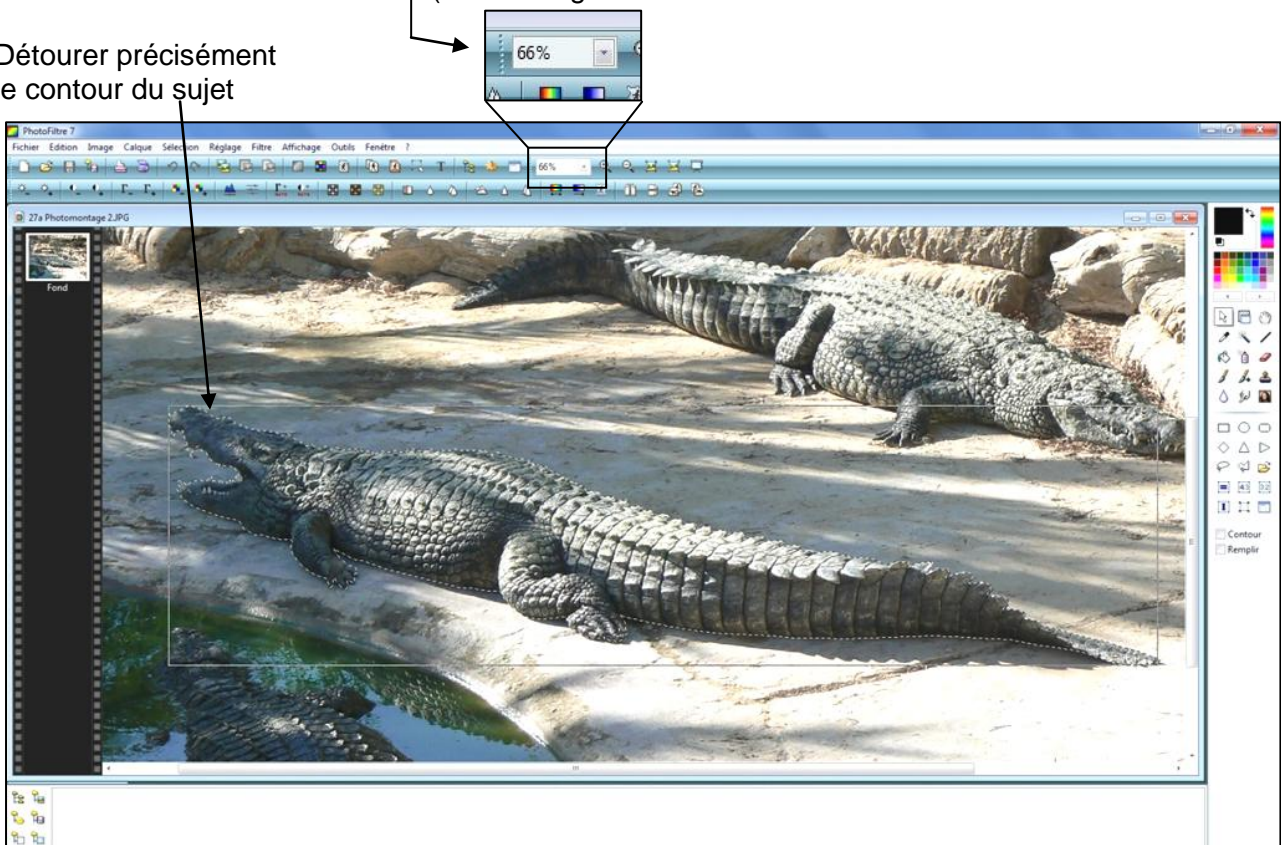 Détourer précisément
e contour du sujet
66%
PhotoFiltre 7
Fichier Edition Image Calque Sélection Réglage Filtre Affichage Outils Fenêtre ?
66%
27a Photomontage 2.JPG
Fond
Contour
Remplir